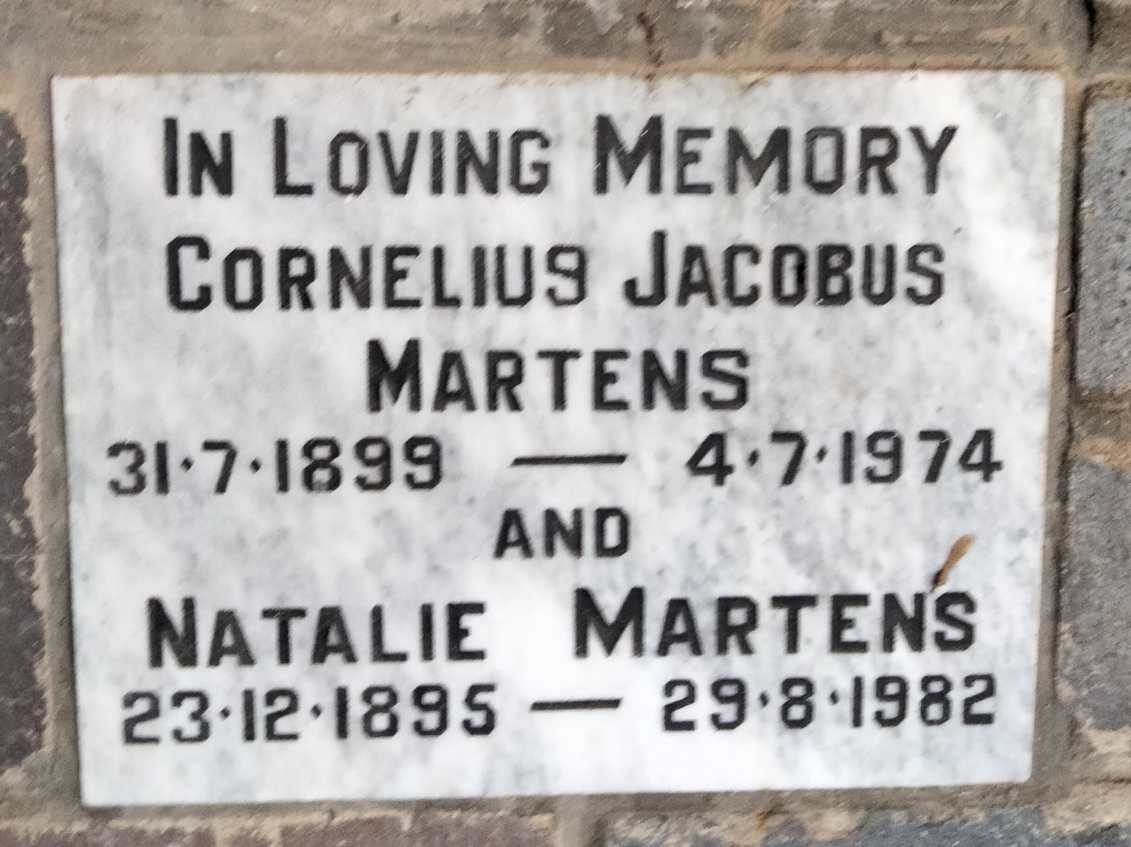 IN LOVING MEMORY
CORNELIUS JACOBUS
MARTENS
31·7·1899 — 4·7·1974
AND
NATALIE MARTENS
23·12·1895 — 29·8·1982